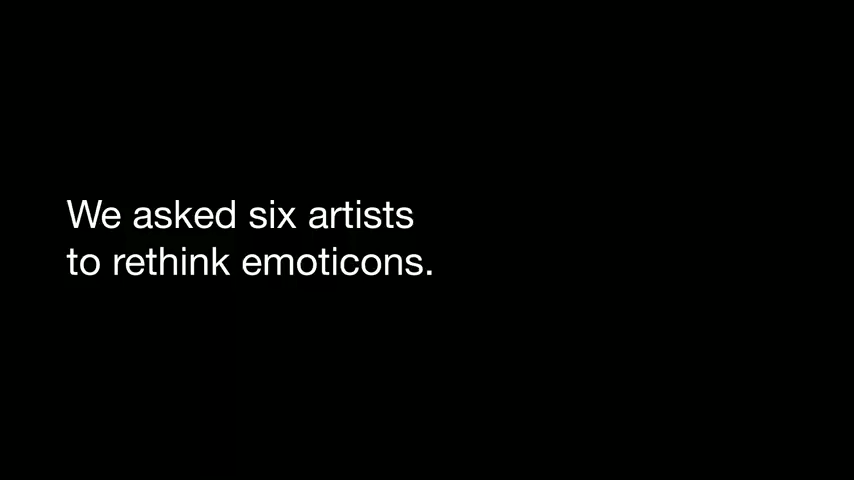 We asked six artists
to rethink emoticons.